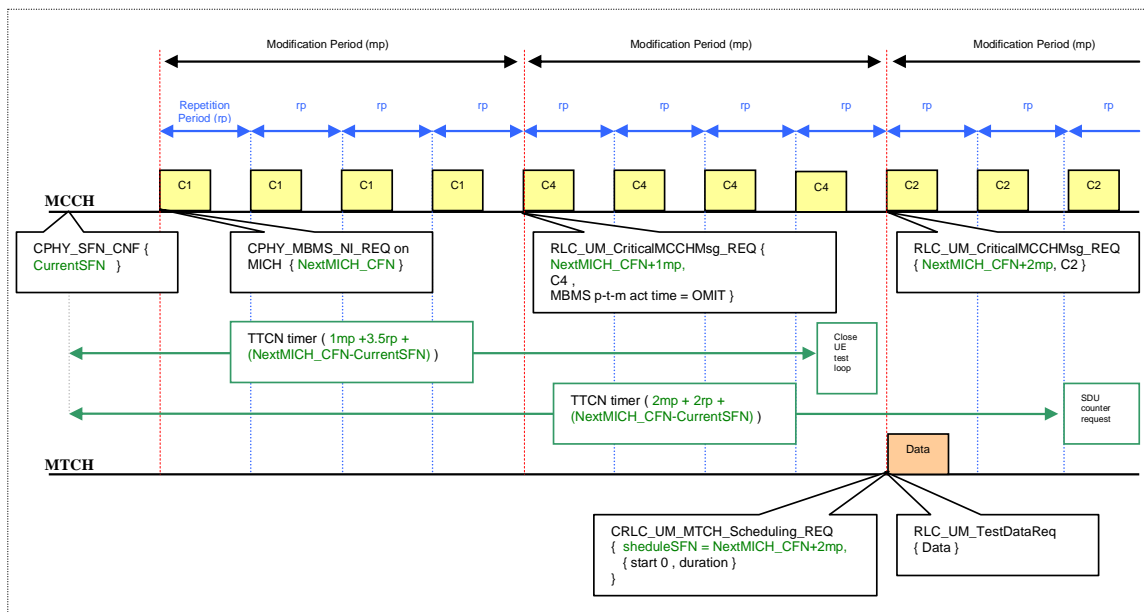 Modification Period (mp)
Modification Period (mp)
Modification Period (mp)
Repetition
Period (rp)
rp
rp
rp
rp
rp
rp
rp
rp
rp
rp
C1
C1
C1
C1
C4
C4
C4
C4
C2
C2
C2
MCCH
CPHY_SFN_CNF {
CurrentSFN }
CPHY_MBMS_NI_REQ on
MICH { NextMICH_CFN }
RLC_UM_CriticalMCCHMsg_REQ {
NextMICH_CFN+1mp,
C4 ,
MBMS p-t-m act time = OMIT }
RLC_UM_CriticalMCCHMsg_REQ
{ NextMICH_CFN+2mp, C2 }
TTCN timer ( 1mp +3.5rp +
(NextMICH_CFN-CurrentSFN) )
Close
UE
test
loop
TTCN timer ( 2mp + 2rp +
(NextMICH_CFN-CurrentSFN) )
SDU
counter
request
Data
MTCH
CRLC_UM_MTCH_Scheduling_REQ
{ sheduleSFN = NextMICH_CFN+2mp,
{ start 0 , duration }
}
RLC_UM_TestDataReq
{ Data }